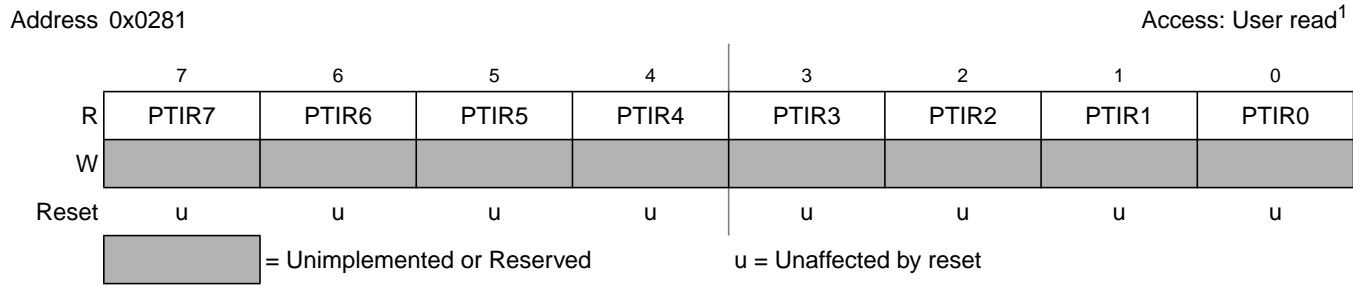 Address 0x0281 Access: User read1
7 6 5 4 3 2 1 0
R PTIR7 PTIR6 PTIR5 PTIR4 PTIR3 PTIR2 PTIR1 PTIR0
W
Reset u u u u u u u u
= Unimplemented or Reserved u = Unaffected by reset